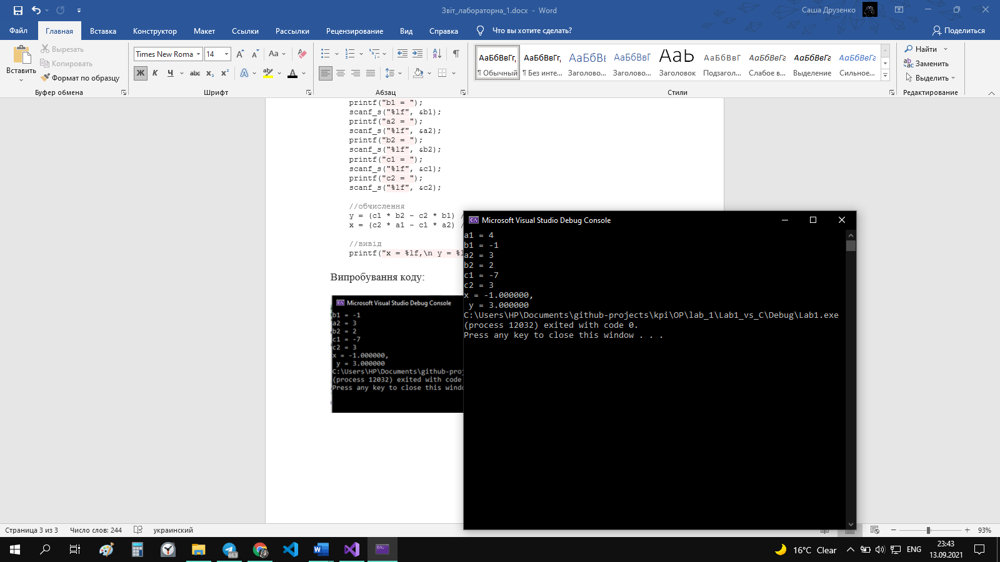 Звіт_лабораторна_1.docx - Word
Саша Друзенко
Файл
Главная
Вставка
Конструктор
Макет
Ссылки
Рассылки
Рецензирование
Вид
Справка
Что вы хотите сделать?
Поделиться
Вставить
Вырезать
Копировать
Формат по образцу
Буфер обмена
Times New Roma
14
Шрифт
Абзац
АаБбВвГг,
¶ Обычный
АаБбВвГг,
¶ Без инте...
АаБбВ
Заголово...
АаБбВвГ
Заголово...
АаБ
Заголовок
АаБбВвГ
Подзагол...
АаБбВвГг
Слабое в...
АаБбВвГг
Выделение
АаБбВвГг
Сильное...
Стили
Найти
Заменить
Выделить
Редактирование
printf("b1 = ");
scanf_s("%lf", &b1);
printf("a2 = ");
scanf_s("%lf", &a2);
printf("b2 = ");
scanf_s("%lf", &b2);
printf("c1 = ");
scanf_s("%lf", &c1);
printf("c2 = ");
scanf_s("%lf", &c2);
//обчислення
y = (c1 * b2 - c2 * b1) /
x = (c2 * a1 - c1 * a2) /
//вивід
printf("x = %lf,\n y = %l
Випробування коду:
Microsoft Visual Studio Debug Console
b1 = -1
a2 = 3
b2 = 2
c1 = -7
c2 = 3
x = -1.000000,
y = 3.000000
C:\Users\HP\Documents\github-proj
(process 12032) exited with code
Press any key to close this windo
Microsoft Visual Studio Debug Console
a1 = 4
b1 = -1
a2 = 3
b2 = 2
c1 = -7
c2 = 3
x = -1.000000,
y = 3.000000
C:\Users\HP\Documents\github-projects\kpi\OP\lab_1\Lab1_vs_C\Debug\Lab1.exe
(process 12032) exited with code 0.
Press any key to close this window . . .
Страница 3 из 3
Число слов: 244
украинский
93%
463
16°C Clear
ENG
23:43
13.09.2021